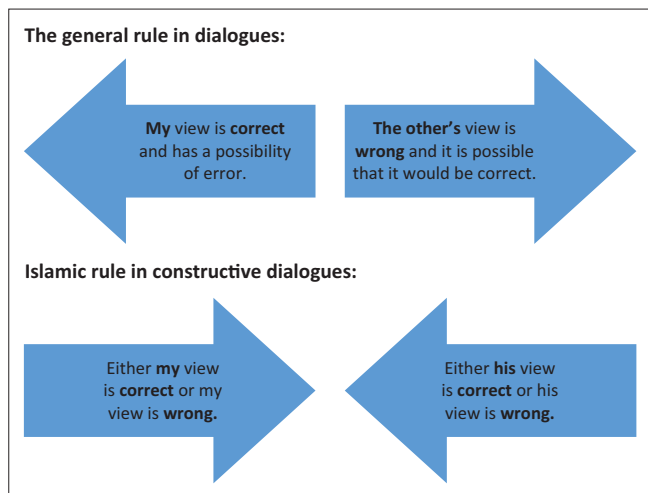 The general rule in dialogues:
My view is correct
and has a possibility
of error.
The other's view is
wrong and it is possible
that it would be correct.
Islamic rule in constructive dialogues:
Either my view
is correct or my
view is wrong.
Either his view
is correct or his
view is wrong.